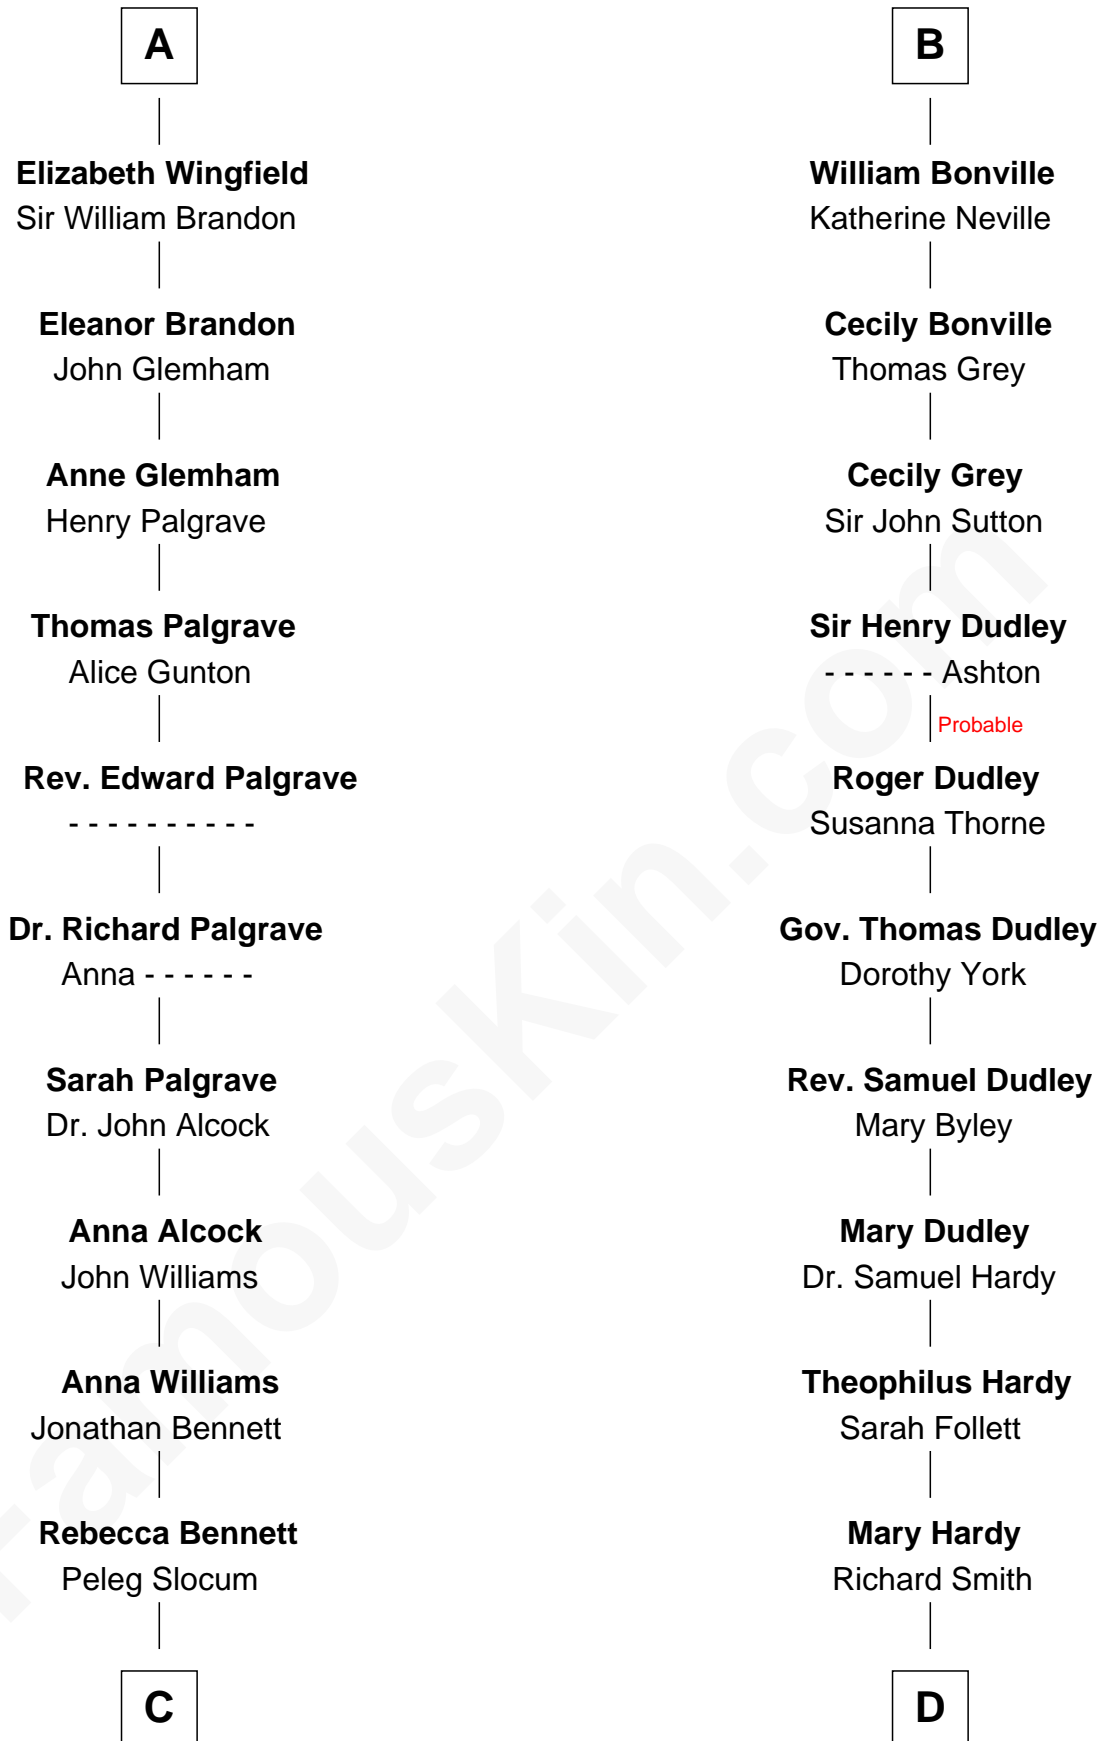 A
Elizabeth Wingfield
Sir William Brandon
Eleanor Brandon
John Glemham
Anne Glemham
Henry Palgrave
Thomas Palgrave
Alice Gunton
Rev. Edward Palgrave
- - - - - - - - - -
Dr. Richard Palgrave
Anna - - - - - -
Sarah Palgrave
Dr. John Alcock
Anna Alcock
John Williams
Anna Williams
Jonathan Bennett
Rebecca Bennett
Peleg Slocum
C
B
William Bonville
Katherine Neville
Cecily Bonville
Thomas Grey
Cecily Grey
Sir John Sutton
Sir Henry Dudley
- - - - - - Ashton
Probable
Roger Dudley
Susanna Thorne
Gov. Thomas Dudley
Dorothy York
Rev. Samuel Dudley
Mary Byley
Mary Dudley
Dr. Samuel Hardy
Theophilus Hardy
Sarah Follett
Mary Hardy
Richard Smith
D
FamousKin.com